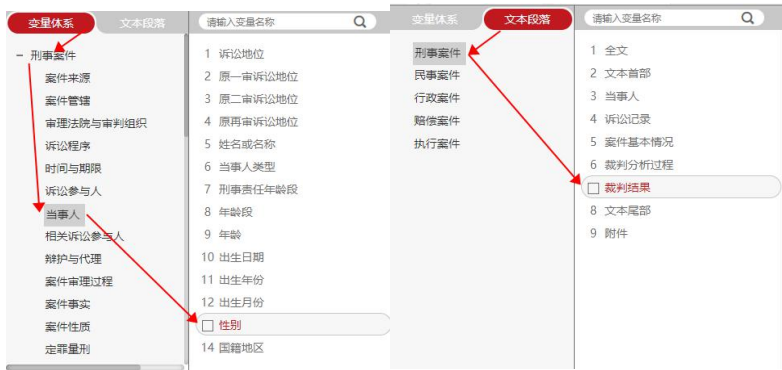 变量体系
文本段落
请输入变量名称
刑事案件
案件来源
案件管辖
审理法院与审判组织
诉讼程序
时间与期限
诉讼参与人
当事人
相关诉讼参与人
辩护与代理
案件审理过程
案件事实
案件性质
定罪量刑
1 诉讼地位
2 原一审诉讼地位
3 原二审诉讼地位
4 原再审诉讼地位
5 姓名或名称
6 当事人类型
7 刑事责任年龄段
8 年龄段
9 年龄
10 出生日期
11 出生年份
12 出生月份
性别
14 国籍地区
变量体系
文本段落
请输入变量名称
刑事案件
民事案件
行政案件
赔偿案件
执行案件
1 全文
2 文本首部
3 当事人
4 诉讼记录
5 案件基本情况
6 裁判分析过程
裁判结果
8 文本尾部
9 附件